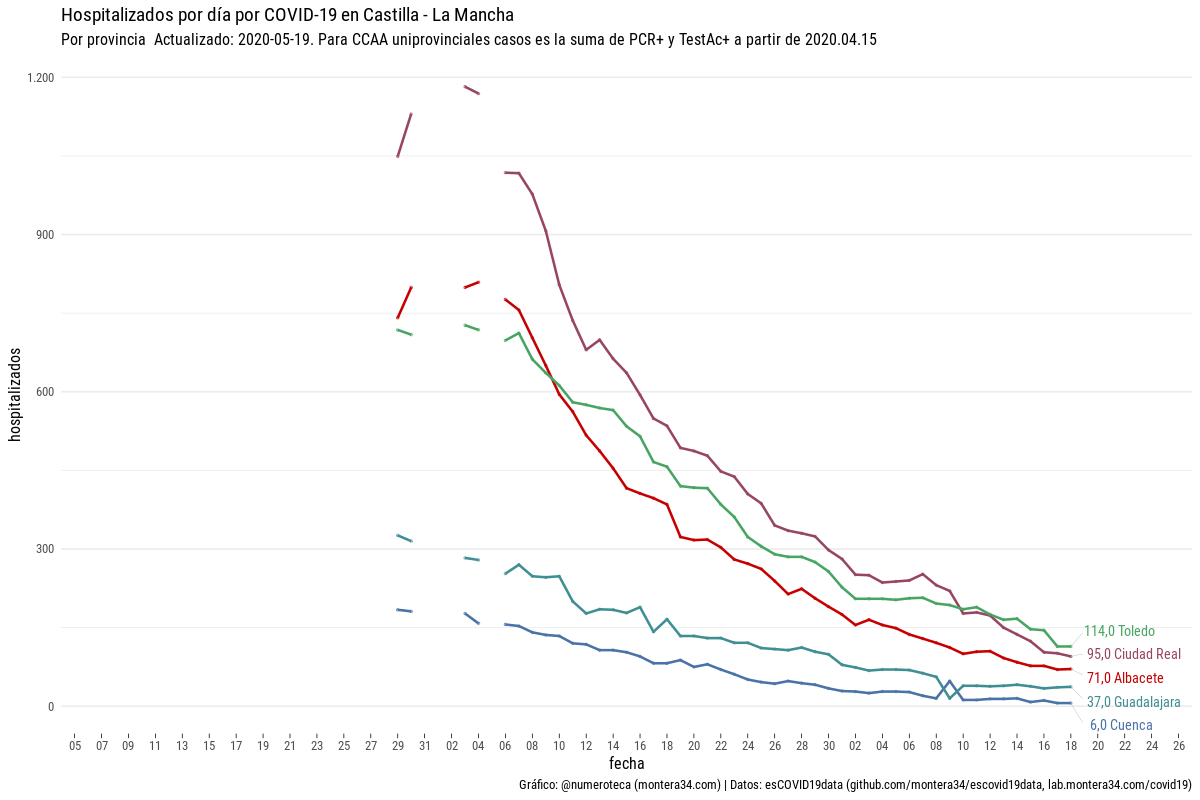 Hospitalizados por día por COVID-19 en Castilla - La Mancha
Por provincia  Actualizado: 2020-05-19. Para CCAA uniprovinciales casos es la suma de PCR+ y TestAc+ a partir de 2020.04.15
1.200
900
600
300
0
hospitalizados
114,0 Toledo
95,0 Ciudad Real
71,0 Albacete
37,0 Guadalajara
6,0 Cuenca
05 07 09 11 13 15 17 19 21 23 25 27 29 31 02 04 06 08 10 12 14 16 18 20 22 24 26 28 30 02 04 06 08 10 12 14 16 18 20 22 24 26
fecha
Gráfico: @numeroteca (montera34.com) | Datos: esCOVID19data (github.com/montera34/escovid19data, lab.montera34.com/covid19)